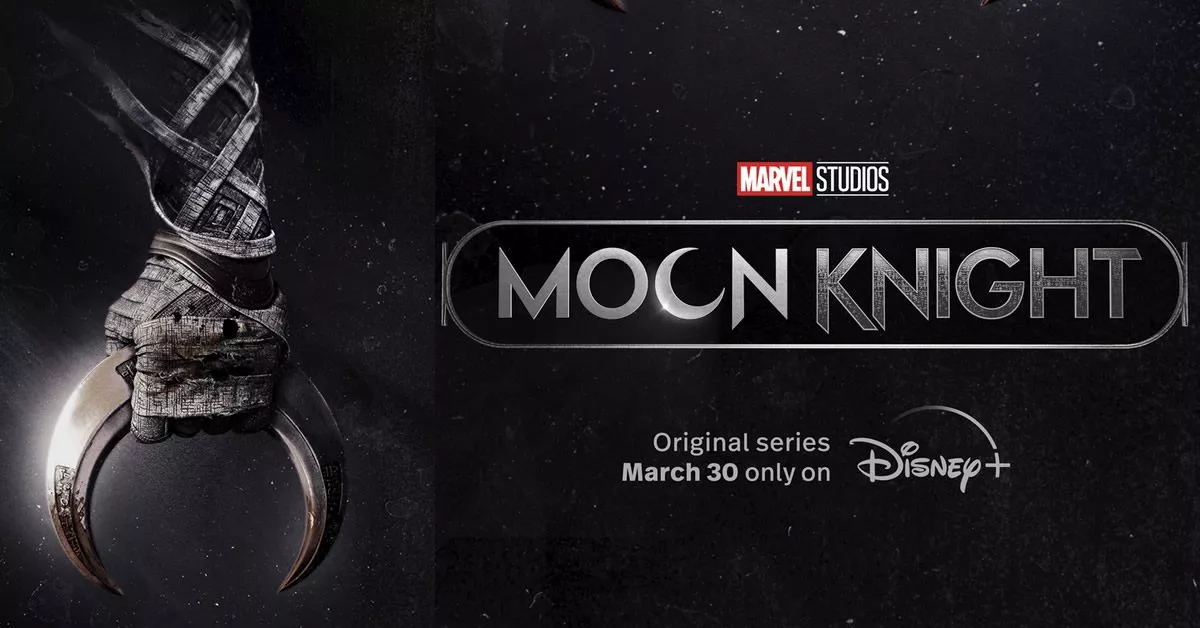 MARVEL STUDIOS
MOON KNIGHT
Original series
March 30 only on
Disney+